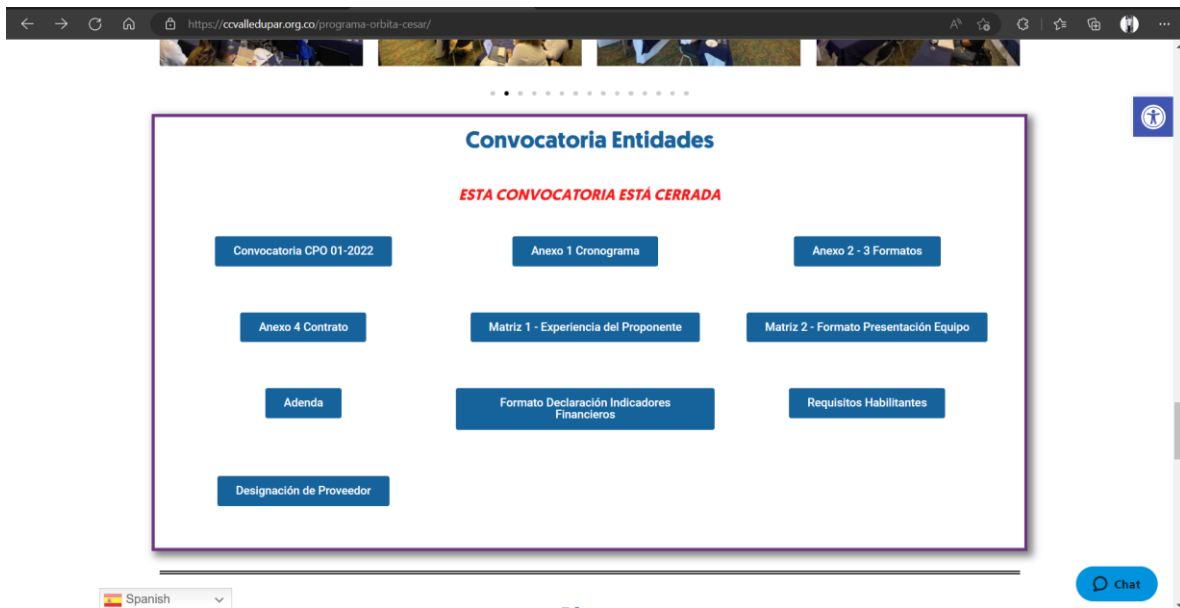 https://ccvalledupar.org.co/programa-orbita-cesar/
Convocatoria Entidades
ESTA CONVOCATORIA ESTÁ CERRADA
Convocatoria CPO 01-2022
Anexo 1 Cronograma
Anexo 2 - 3 Formatos
Anexo 4 Contrato
Matriz 1 - Experiencia del Proponente
Matriz 2 - Formato Presentación Equipo
Adenda
Formato Declaración Indicadores
Financieros
Requisitos Habilitantes
Designación de Proveedor
Chat
Spanish